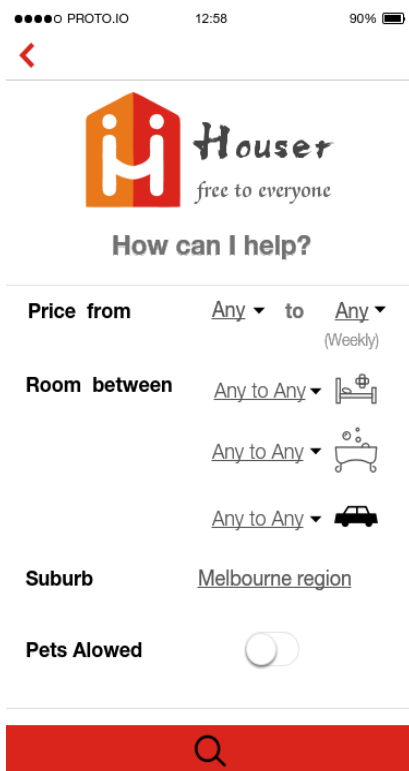 PROTO.IO 12:58 90%
Houser
free to everyone
How can I help?
Price from Any to Any
(Weekly)
Room between Any to Any
Any to Any
Any to Any
Suburb Melbourne region
Pets Alowed